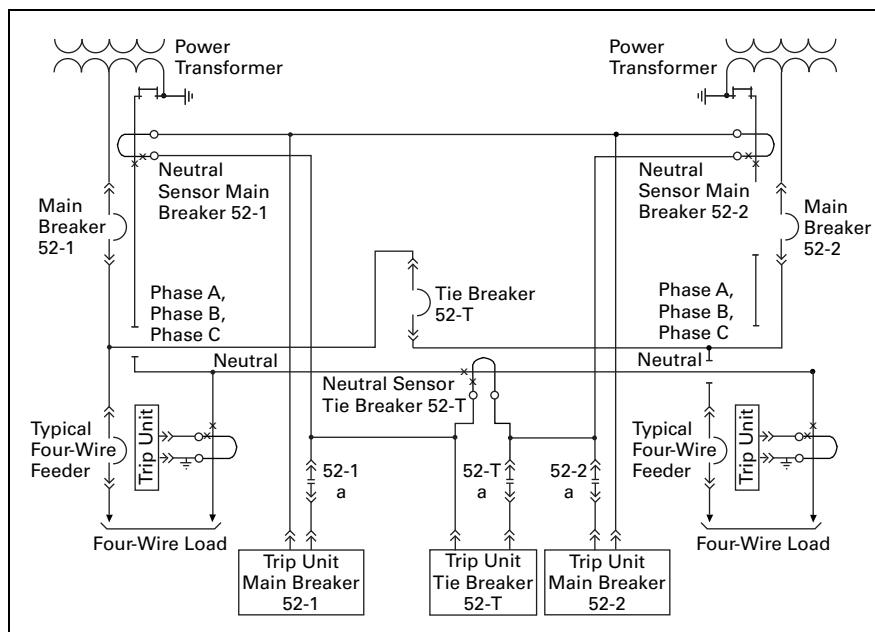 Power
Transformer
Power
Transformer
Neutral
Sensor Main
Breaker 52-1
Neutral
Sensor Main
Breaker 52-2
Main
Breaker
52-1
Main
Breaker
52-2
Phase A,
Phase B,
Phase C
Tie Breaker
52-T
Phase A,
Phase B,
Phase C
Neutral
Neutral
Neutral Sensor
Tie Breaker 52-T
Typical
Four-Wire
Feeder
Trip Unit
52-1
a
52-T
a
52-2
a
Typical
Four-Wire
Feeder
Trip Unit
Four-Wire Load
Four-Wire Load
Trip Unit
Main Breaker
52-1
Trip Unit
Tie Breaker
52-T
Trip Unit
Main Breaker
52-2